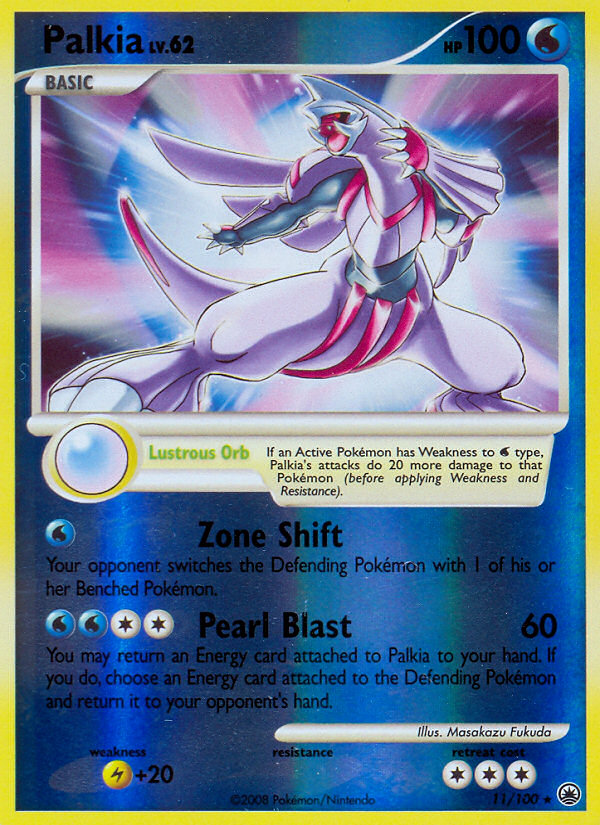 Palkia LV.62 HP 100
BASIC
Lustrous Orb
If an Active Pokémon has Weakness to type,
Palkia's attacks do 20 more damage to that
Pokémon (before applying Weakness and
Resistance).
Zone Shift
Your opponent switches the Defending Pokémon with 1 of his or
her Benched Pokémon.
Pearl Blast 60
You may return an Energy card attached to Palkia to your hand. If
you do, choose an Energy card attached to the Defending Pokémon
and return it to your opponent's hand.
Illus. Masakazu Fukuda
weakness resistance retreat cost
+20
©2008 Pokémon/Nintendo 11/100 ★